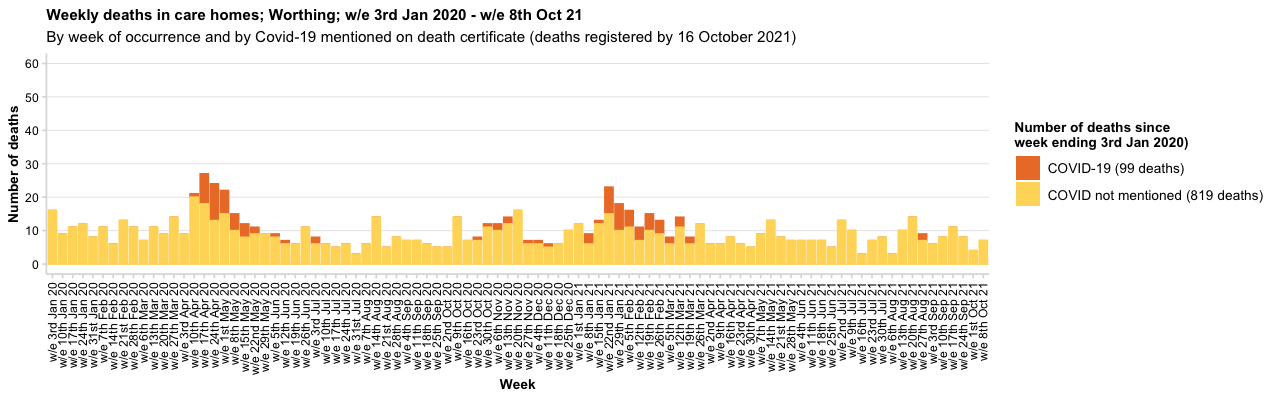 Weekly deaths in care homes; Worthing; w/e 3rd Jan 2020 - w/e 8th Oct 21
By week of occurrence and by Covid-19 mentioned on death certificate (deaths registered by 16 October 2021)
Number of deaths
60
50
40
30
20
10
0
w/e 3rd Jan 20
w/e 10th Jan 20
w/e 17th Jan 20
w/e 24th Jan 20
w/e 31st Jan 20
w/e 7th Feb 20
w/e 14th Feb 20
w/e 21st Feb 20
w/e 28th Feb 20
w/e 6th Mar 20
w/e 13th Mar 20
w/e 20th Mar 20
w/e 27th Mar 20
w/e 3rd Apr 20
w/e 10th Apr 20
w/e 17th Apr 20
w/e 24th Apr 20
w/e 1st May 20
w/e 8th May 20
w/e 15th May 20
w/e 22nd May 20
w/e 29th May 20
w/e 5th Jun 20
w/e 12th Jun 20
w/e 19th Jun 20
w/e 26th Jun 20
w/e 3rd Jul 20
w/e 10th Jul 20
w/e 17th Jul 20
w/e 24th Jul 20
w/e 31st Jul 20
w/e 7th Aug 20
w/e 14th Aug 20
w/e 21st Aug 20
w/e 28th Aug 20
w/e 4th Sep 20
w/e 11th Sep 20
w/e 18th Sep 20
w/e 25th Sep 20
w/e 2nd Oct 20
w/e 9th Oct 20
w/e 16th Oct 20
w/e 23rd Oct 20
w/e 30th Oct 20
w/e 6th Nov 20
w/e 13th Nov 20
w/e 20th Nov 20
w/e 27th Nov 20
w/e 4th Dec 20
w/e 11th Dec 20
w/e 18th Dec 20
w/e 25th Dec 20
w/e 1st Jan 21
w/e 8th Jan 21
w/e 15th Jan 21
w/e 22nd Jan 21
w/e 29th Jan 21
w/e 5th Feb 21
w/e 12th Feb 21
w/e 19th Feb 21
w/e 26th Feb 21
w/e 5th Mar 21
w/e 12th Mar 21
w/e 19th Mar 21
w/e 26th Mar 21
w/e 2nd Apr 21
w/e 9th Apr 21
w/e 16th Apr 21
w/e 23rd Apr 21
w/e 30th Apr 21
w/e 7th May 21
w/e 14th May 21
w/e 21st May 21
w/e 28th May 21
w/e 4th Jun 21
w/e 11th Jun 21
w/e 18th Jun 21
w/e 25th Jun 21
w/e 2nd Jul 21
w/e 9th Jul 21
w/e 16th Jul 21
w/e 23rd Jul 21
w/e 30th Jul 21
w/e 6th Aug 21
w/e 13th Aug 21
w/e 20th Aug 21
w/e 27th Aug 21
w/e 3rd Sep 21
w/e 10th Sep 21
w/e 17th Sep 21
w/e 24th Sep 21
w/e 1st Oct 21
w/e 8th Oct 21
Week
Number of deaths since
week ending 3rd Jan 2020)
COVID-19 (99 deaths)
COVID not mentioned (819 deaths)